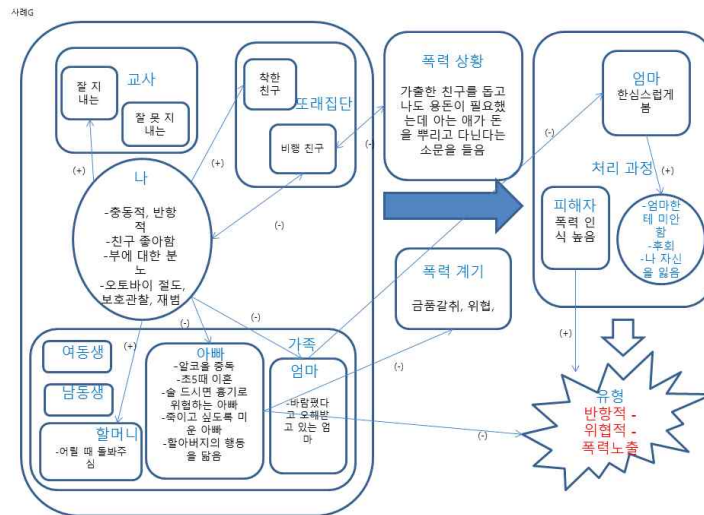 사례G
교사
잘 지
내는
잘 못 지
내는
착한
친구
또래집단
비행 친구
(+)
(+)
(-)
(-)
나
-충동적, 반항
적
-친구 좋아함
-부에 대한 분
노
-오토바이 절도,
보호관찰, 재범
(+)
(-)
(-)
가족
여동생
남동생
할머니
-어릴 때 돌봐주
심
아빠
-알코올 중독
-초5때 이혼
-술 드시면 흉기로
위협하는 아빠
-죽이고 싶도록 미
운 아빠
-할아버지의 행동
을 닮음
엄마
-바람폈다
고 오해받
고 있는 엄
마
폭력 상황
가출한 친구를 돕고
나도 용돈이 필요했
는데 아는 애가 돈
을 뿌리고 다닌다는
소문을 들음
폭력 계기
금품갈취, 위협,
(-)
(-)
(-)
엄마
한심스럽게
봄
처리 과정
(+)
피해자
폭력 인
식 높음
-엄마한
테 미안
함
-후회
-나 자신
을 잃음
(+)
유형
반항적 -
위협적 -
폭력노출